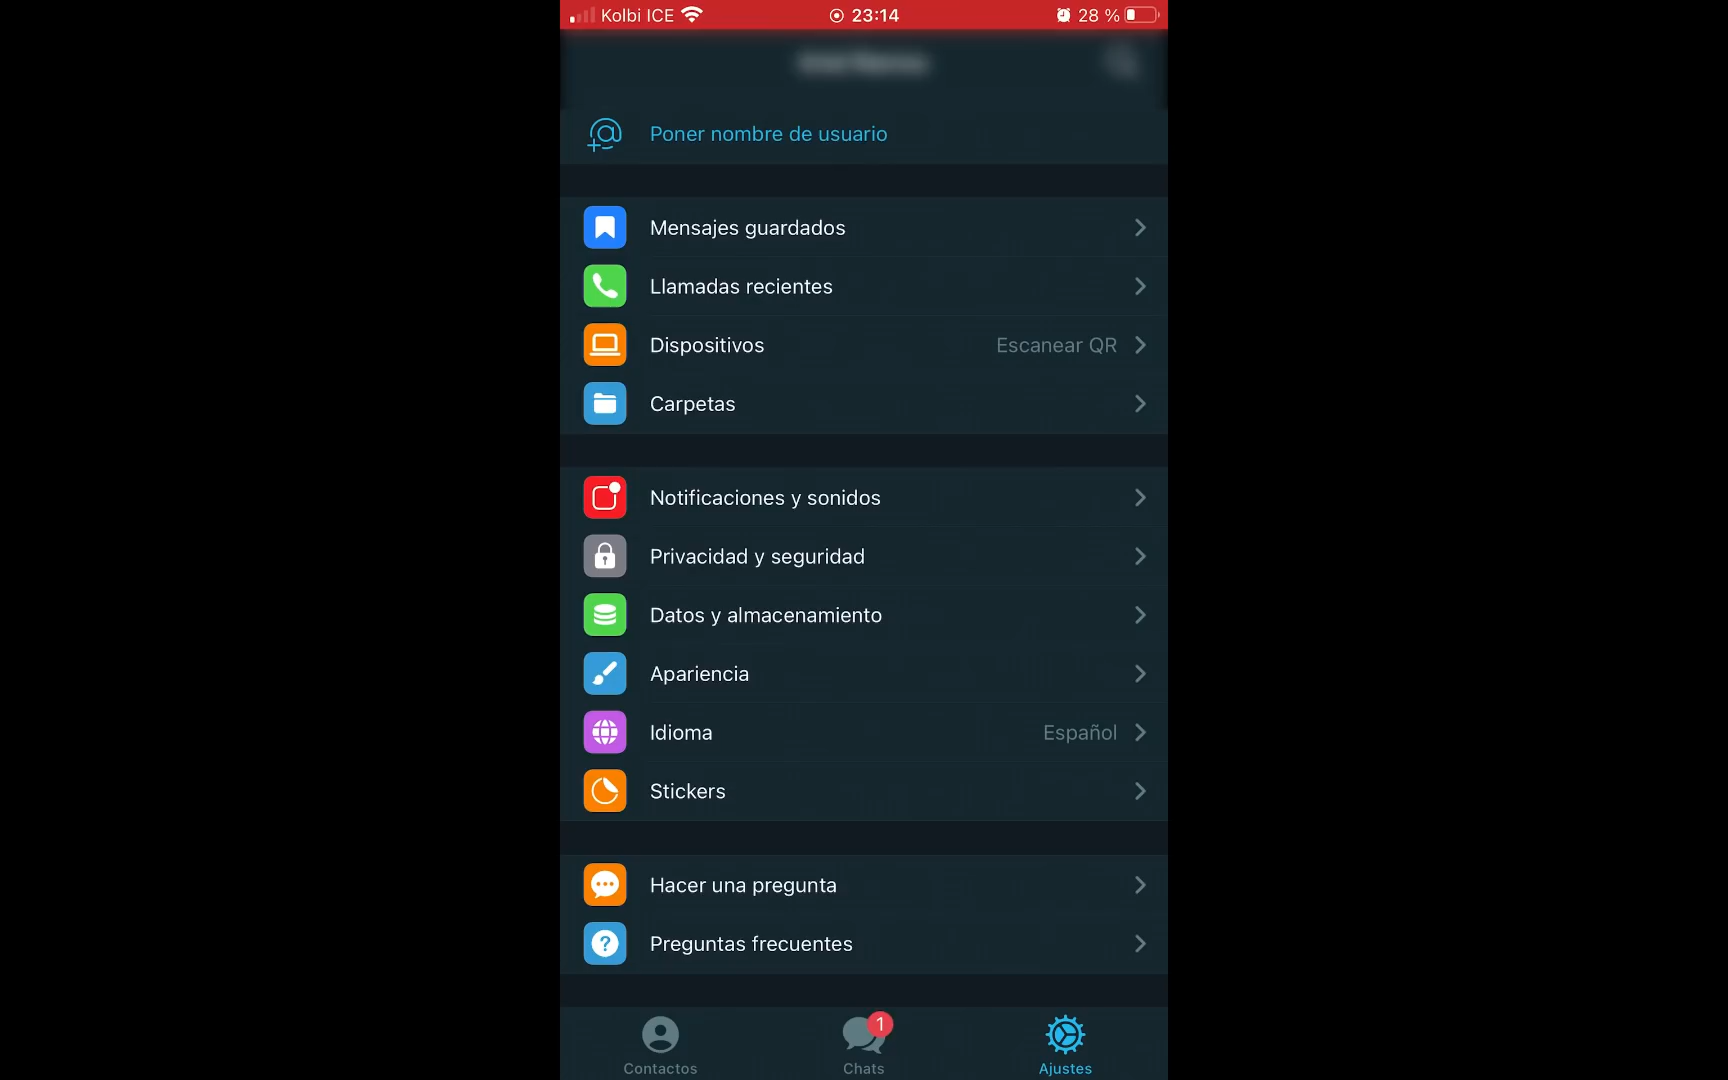 Kolbi ICE 23:14 28 %
Poner nombre de usuario
Mensajes guardados
Llamadas recientes
Dispositivos Escanear QR
Carpetas
Notificaciones y sonidos
Privacidad y seguridad
Datos y almacenamiento
Apariencia
Idioma Español
Stickers
Hacer una pregunta
Preguntas frecuentes
1
Contactos Chats Ajustes